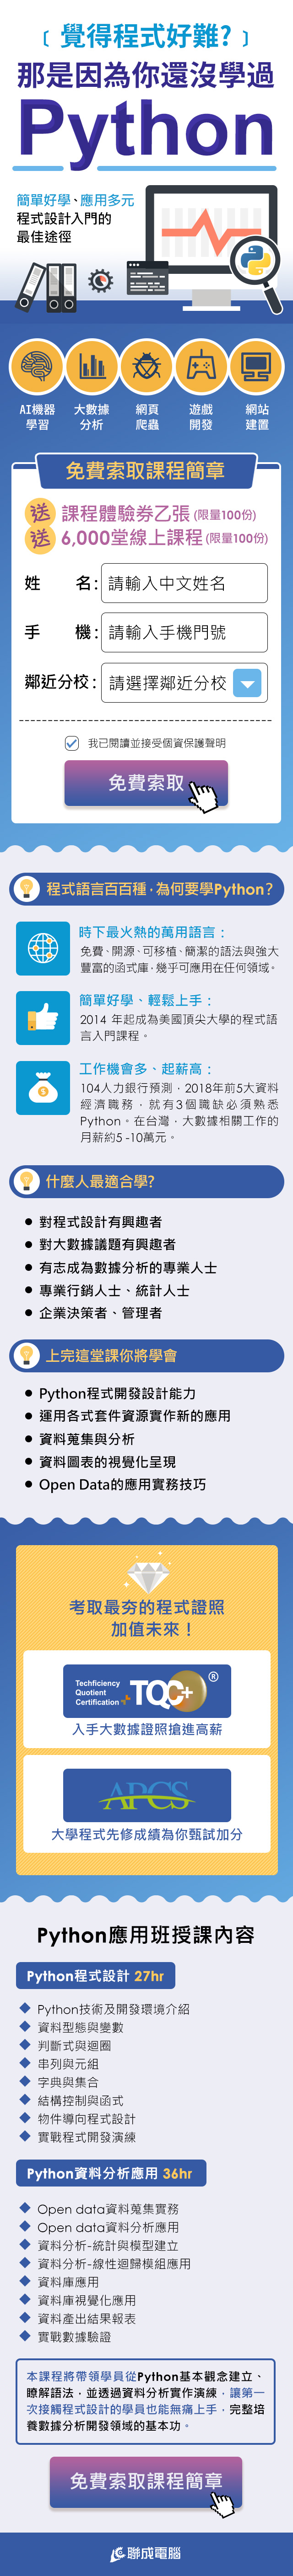 ﹝覺得程式好難?﹞
那是因為你還沒學過
Python
簡單好學、應用多元
程式設計入門的
最佳途徑
AI機器
學習
大數據
分析
網頁
爬蟲
遊戲
開發
網站
建置
免費索取課程簡章
送 課程體驗券乙張 (限量100份)
送 6,000堂線上課程 (限量100份)
姓 名: 請輸入中文姓名
手 機: 請輸入手機門號
鄰近分校: 請選擇鄰近分校
我已閱讀並接受個資保護聲明
免費索取
程式語言百百種，為何要學Python?
時下最火熱的萬用語言：
免費、開源、可移植、簡潔的語法與強大
豐富的函式庫，幾乎可應用在任何領域。
簡單好學、輕鬆上手：
2014 年起成為美國頂尖大學的程式語
言入門課程。
工作機會多、起薪高：
104人力銀行預測，2018年前5大資料
經濟職務，就有3個職缺必須熟悉
Python。在台灣，大數據相關工作的
月薪約5 -10萬元。
什麼人最適合學?
● 對程式設計有興趣者
● 對大數據議題有興趣者
● 有志成為數據分析的專業人士
● 專業行銷人士、統計人士
● 企業決策者、管理者
上完這堂課你將學會
● Python程式開發設計能力
● 運用各式套件資源實作新的應用
● 資料蒐集與分析
● 資料圖表的視覺化呈現
● Open Data的應用實務技巧
考取最夯的程式證照
加值未來！
Techficiency
Quotient
Certification
TQC+ ®
入手大數據證照搶進高薪
APCS
大學程式先修成績為你甄試加分
Python應用班授課內容
Python程式設計 27hr
◆ Python技術及開發環境介紹
◆ 資料型態與變數
◆ 判斷式與迴圈
◆ 串列與元組
◆ 字典與集合
◆ 結構控制與函式
◆ 物件導向程式設計
◆ 實戰程式開發演練
Python資料分析應用 36hr
◆ Open data資料蒐集實務
◆ Open data資料分析應用
◆ 資料分析-統計與模型建立
◆ 資料分析-線性迴歸模組應用
◆ 資料庫應用
◆ 資料庫視覺化應用
◆ 資料產出結果報表
◆ 實戰數據驗證
本課程將帶領學員從Python基本觀念建立、
瞭解語法，並透過資料分析實作演練，讓第一
次接觸程式設計的學員也能無痛上手，完整培
養數據分析開發領域的基本功。
免費索取課程簡章
聯成電腦